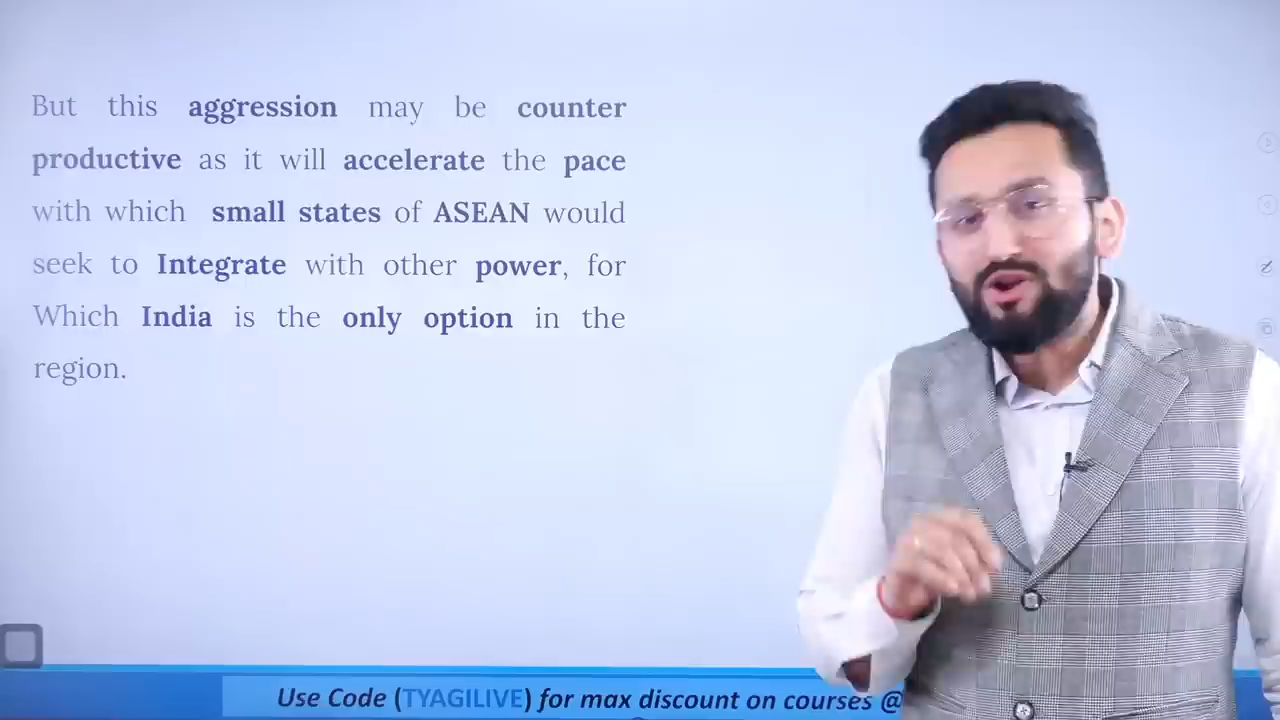 But this aggression may be counter
productive as it will accelerate the pace
with which small states of ASEAN would
seek to Integrate with other power, for
Which India is the only option in the
region.
Use Code (TYAGILIVE) for max discount on courses @